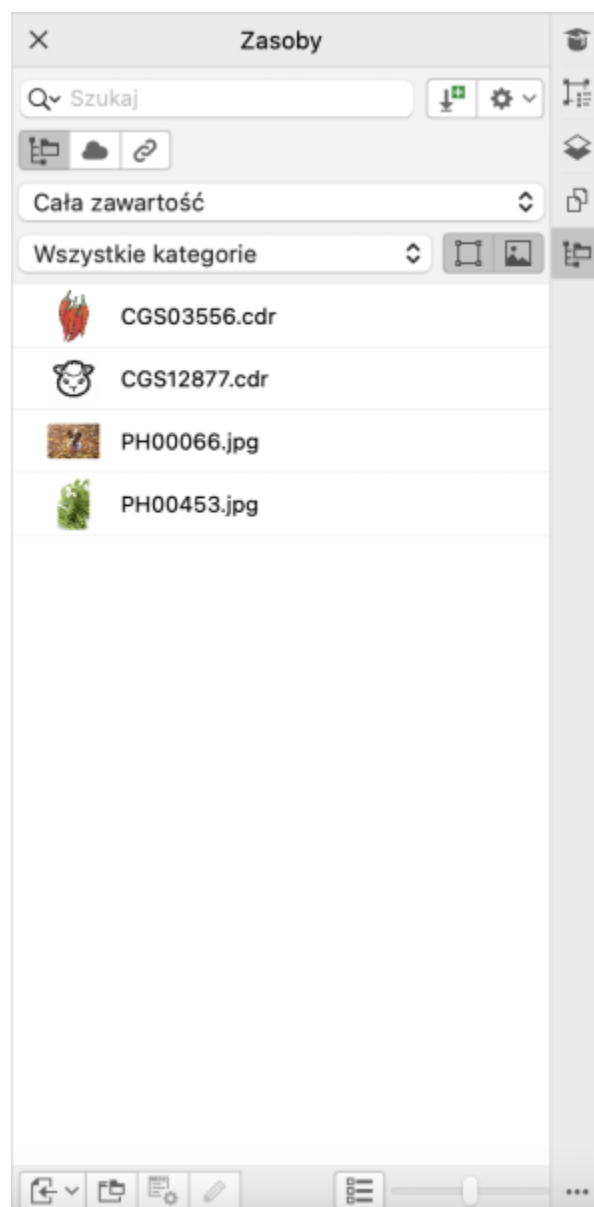 Zasoby
Szukaj
Cała zawartość
Wszystkie kategorie
CGS03556.cdr
CGS12877.cdr
PH00066.jpg
PH00453.jpg